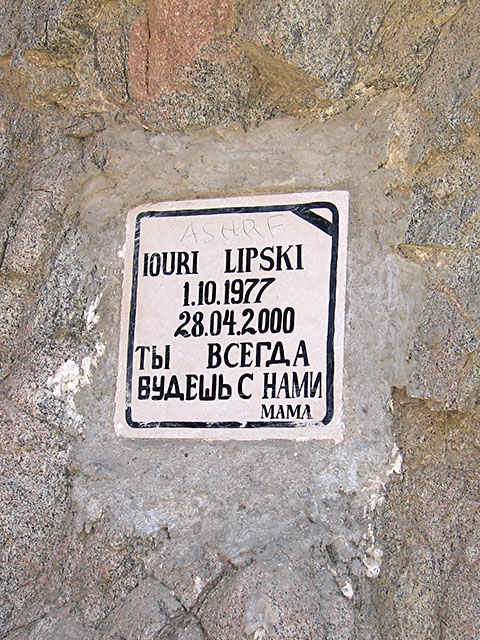 ASHRF
IOURI LIPSKI
1.10.1977
28.04.2000
ТЫ ВСЕГДА
БУДЕШЬ С НАМИ
МАМА